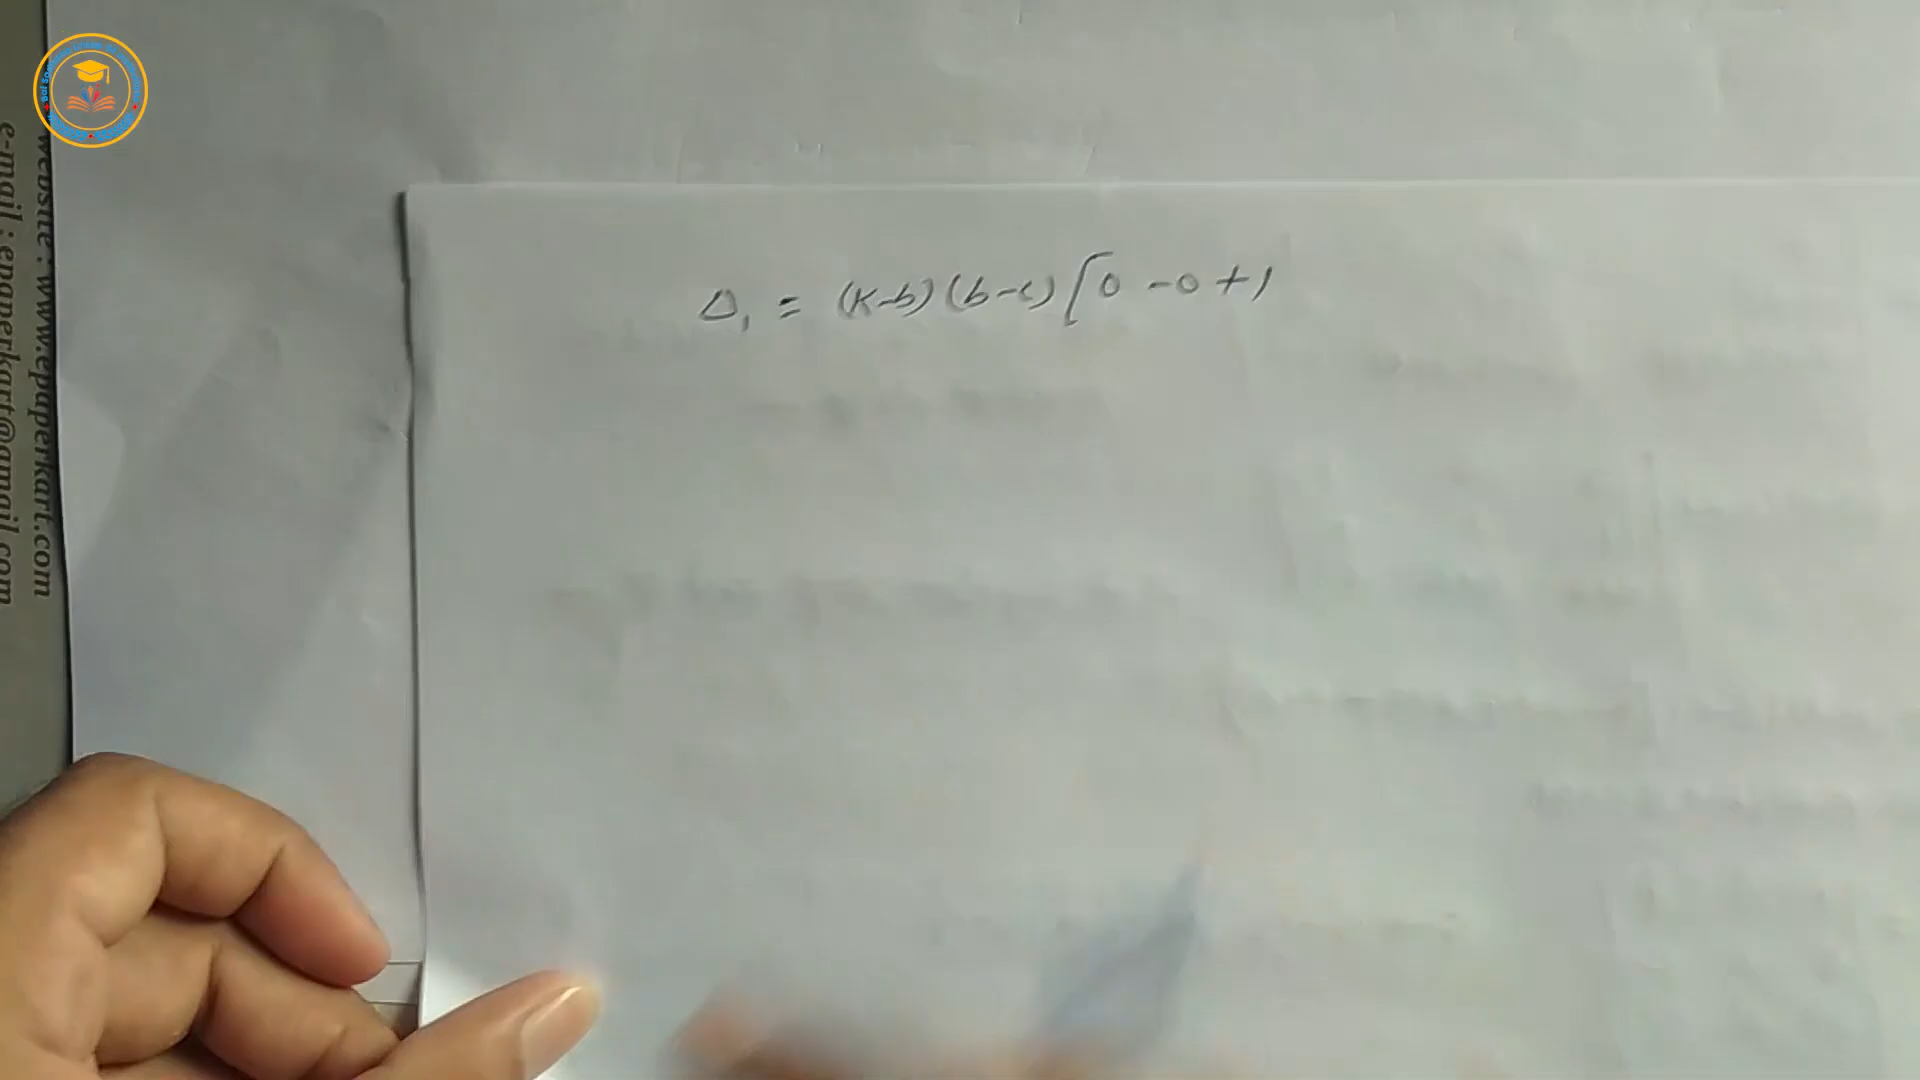 website : www.epaperkart.com
e-mail : epaperkart@gmail.com
Δ₁ = (K-b)(b-c)[0 - 0 + 1